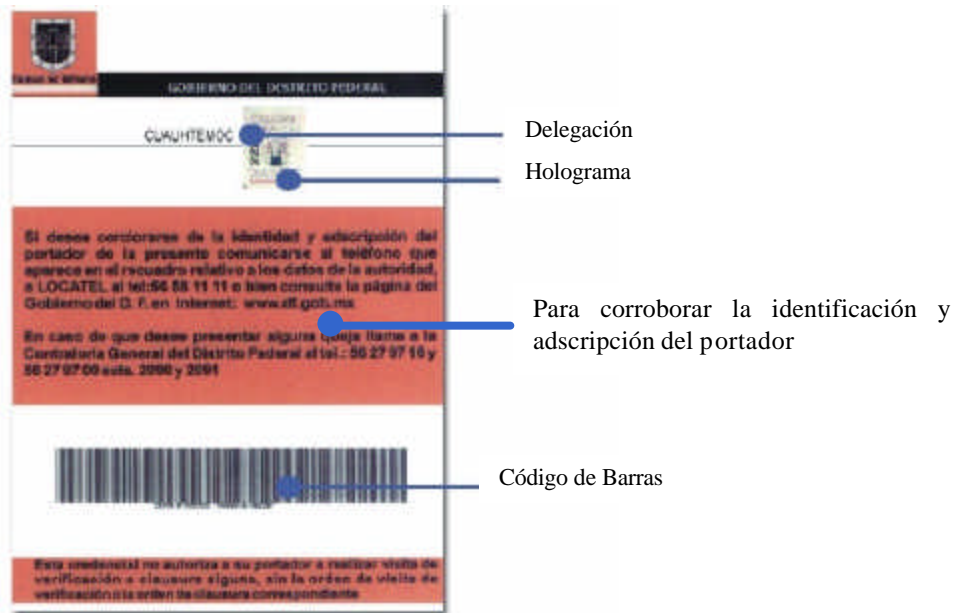 CIUDAD DE MÉXICO
GOBIERNO DEL DISTRITO FEDERAL
CUAUHTEMOC
Delegación
Holograma
Si desea cerciorarse de la identidad y adscripción del
portador de la presente comunicarse al teléfono que
aparece en el recuadro relativo a los datos de la autoridad,
a LOCATEL al tel:56 58 11 11 o bien consulte la página del
Gobierno del D. F. en Internet: www.df.gob.mx
En caso de que desee presentar alguna queja llame a la
Contraloría General del Distrito Federal al tel.: 56 27 97 10 y
56 27 97 00 exts. 2090 y 2091
Para corroborar la identificación y
adscripción del portador
Código de Barras
Esta credencial no autoriza a su portador a realizar visita de
verificación o clausura alguna, sin la orden de visita de
verificación o la orden de clausura correspondiente